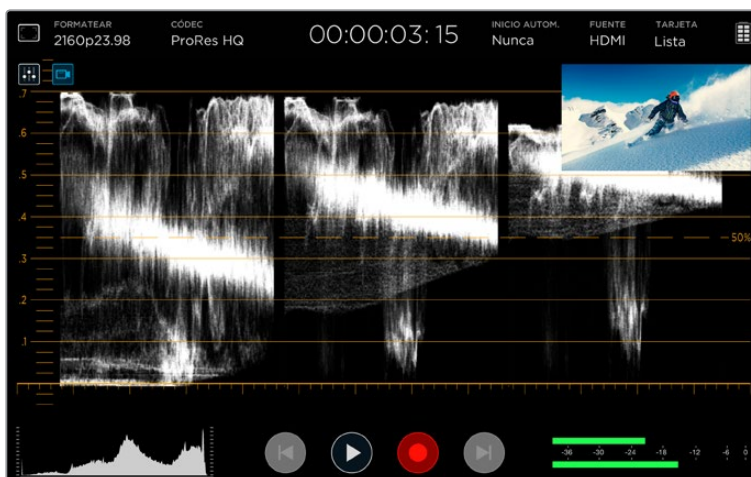 FORMATEAR
2160p23.98
CÓDEC
ProRes HQ
00:00:03:15
INICIO AUTOM.
Nunca
FUENTE
HDMI
TARJETA
Lista
.7
.6
.5
.4
50%
.3
.2
.1
-36 -30 -24 -18 -12 -6 0